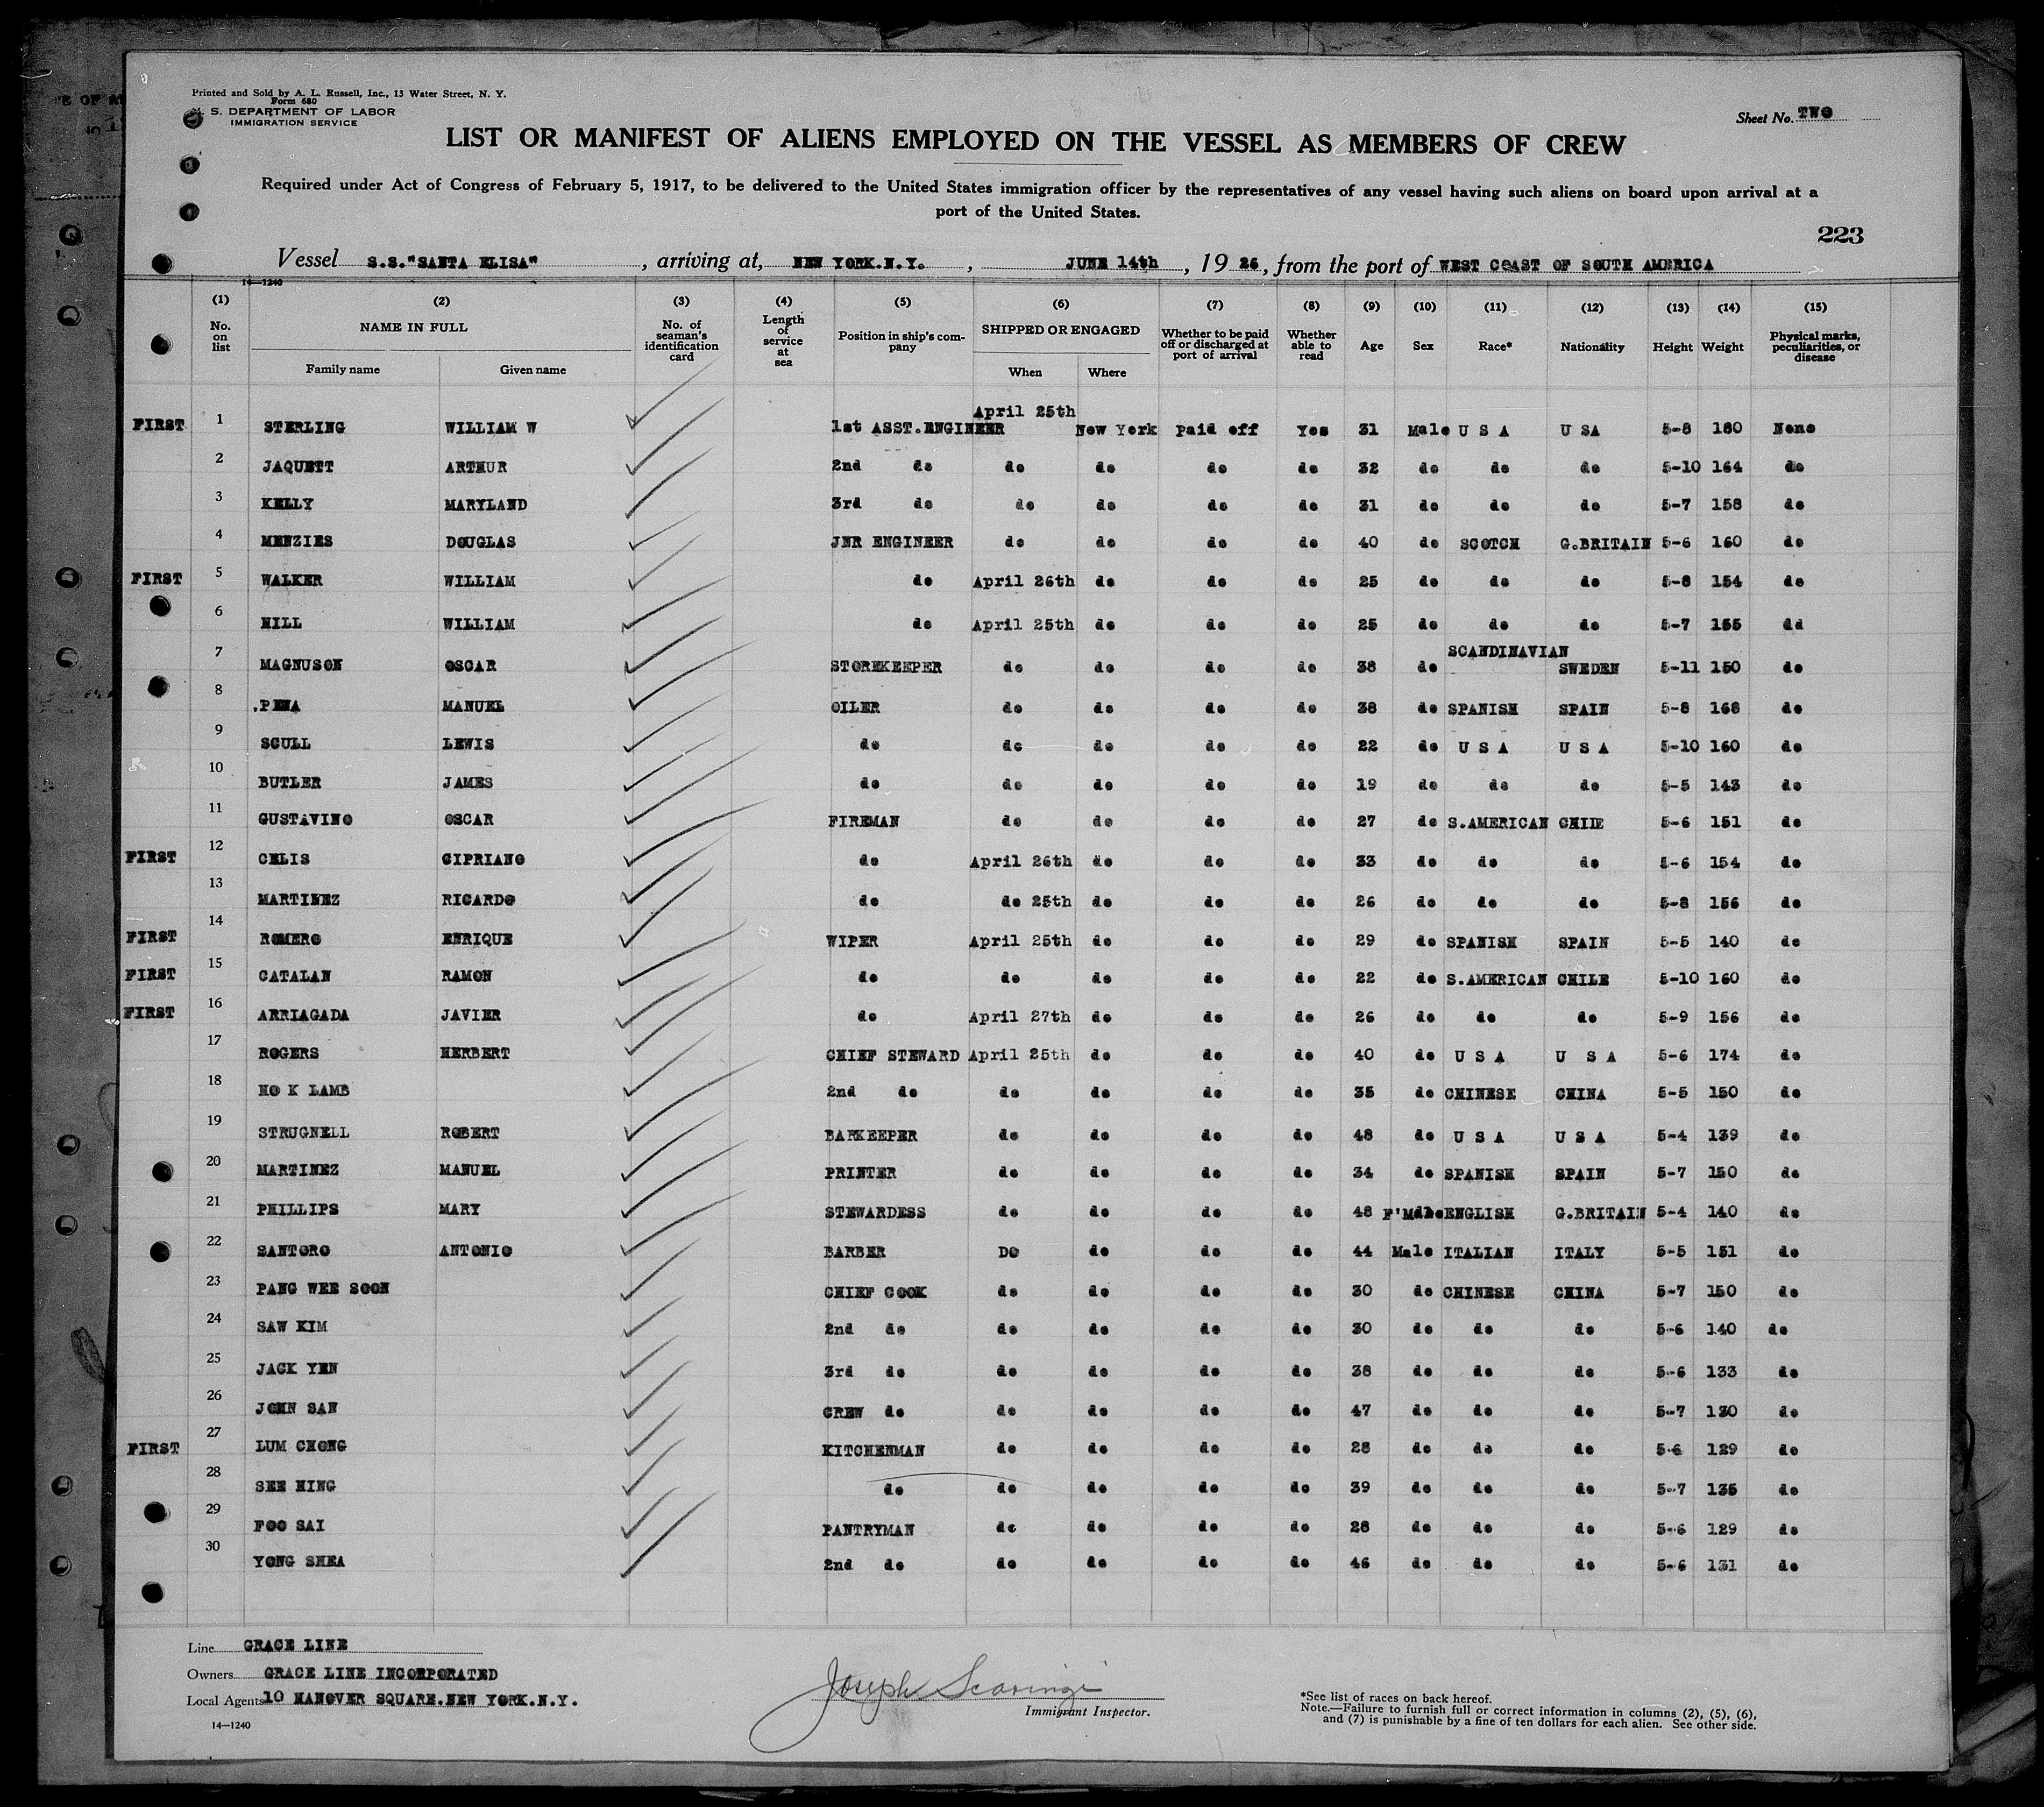 Printed and Sold by A. L. Russell, Inc., 13 Water Street, N. Y.
Form 680
S. DEPARTMENT OF LABOR
IMMIGRATION SERVICE
Sheet No. TWO
LIST OR MANIFEST OF ALIENS EMPLOYED ON THE VESSEL AS MEMBERS OF CREW
Required under Act of Congress of February 5, 1917, to be delivered to the United States immigration officer by the representatives of any vessel having such aliens on board upon arrival at a
port of the United States.
223
Vessel S.S."SANTA ELISA", arriving at, NEW YORK.N.Y., JUNE 14th, 1926, from the port of WEST COAST OF SOUTH AMERICA
14—1240
(1) (2) (3) (4) (5) (6) (7) (8) (9) (10) (11) (12) (13) (14) (15)
No. on list NAME IN FULL Family name Given name No. of seaman's identification card Length of service at sea Position in ship's company SHIPPED OR ENGAGED When Where Whether to be paid off or discharged at port of arrival Whether able to read Age Sex Race* Nationality Height Weight Physical marks, peculiarities, or disease
FIRST 1 STERLING WILLIAM W 1st ASST.ENGINEER April 25th New York Paid off Yes 31 Male U S A U SA 5-8 180 None
2 JAQUETT ARTHUR 2nd do do do do do 32 do do do 5-10 164 do
3 KELLY MARYLAND 3rd do do do do do 31 do do do 5-7 158 do
4 MENZIES DOUGLAS JNR ENGINEER do do do do 40 do SCOTCH G.BRITAIN 5-6 160 do
FIRST 5 WALKER WILLIAM do April 26th do do do 25 do do do 5-8 154 do
6 HILL WILLIAM do April 25th do do do 25 do do do 5-7 155 dd
7 MAGNUSON OSCAR STOREKEEPER do do do do 38 do SCANDINAVIAN SWEDEN 5-11 150 do
8 .PENA MANUEL OILER do do do do 38 do SPANISH SPAIN 5-8 168 do
9 SCULL LEWIS do do do do do 22 do U S A U S A 5-10 160 do
10 BUTLER JAMES do do do do do 19 do do do 5-5 143 do
11 GUSTAVINO OSCAR FIREMAN do do do do 27 do S.AMERICAN CHILE 5-6 151 do
FIRST 12 CELIS CIPRIANO do April 26th do do do 33 do do do 5-6 154 do
13 MARTINEZ RICARDO do do 25th do do do 26 do do do 5-8 156 do
FIRST 14 ROMERO ENRIQUE WIPER April 25th do do do 29 do SPANISH SPAIN 5-5 140 do
FIRST 15 CATALAN RAMON do do do do do 22 do S.AMERICAN CHILE 5-10 160 do
FIRST 16 ARRIAGADA JAVIER do April 27th do do do 26 do do do 5-9 156 do
17 ROGERS HERBERT CHIEF STEWARD April 25th do do do 40 do U S A U S A 5-6 174 do
18 HO K LAMB 2nd do do do do do 35 do CHINESE CHINA 5-5 150 do
19 STRUGNELL ROBERT BARKEEPER do do do do 48 do U S A U S A 5-4 139 do
20 MARTINEZ MANUEL PRINTER do do do do 34 do SPANISH SPAIN 5-7 150 do
21 PHILLIPS MARY STEWARDESS do do do do 48 F'Male ENGLISH G.BRITAIN 5-4 140 do
22 SANTORO ANTONIO BARBER DO do do do 44 Male ITALIAN ITALY 5-5 151 do
23 PANG WEE SOON CHIEF COOK do do do do 30 do CHINESE CHINA 5-7 150 do
24 SAW KIM 2nd do do do do do 30 do do do 5-6 140 do
25 JACK YEN 3rd do do do do do 38 do do do 5-6 133 do
26 JOHN SAN CREW do do do do do 47 do do do 5-7 130 do
FIRST 27 LUM CHONG KITCHENMAN do do do do 28 do do do 5-6 129 do
28 SEE HING do do do do do 39 do do do 5-7 135 do
29 FOO SAI PANTRYMAN do do do do 28 do do do 5-6 129 do
30 YONG SHEA 2nd do do do do do 46 do do do 5-6 131 do
Line GRACE LINE
Owners GRACE LINE INCORPORATED
Local Agents 10 HANOVER SQUARE.NEW YORK.N.Y.
14—1240
Joseph Scaringi
Immigrant Inspector.
*See list of races on back hereof.
Note.—Failure to furnish full or correct information in columns (2), (5), (6),
and (7) is punishable by a fine of ten dollars for each alien. See other side.